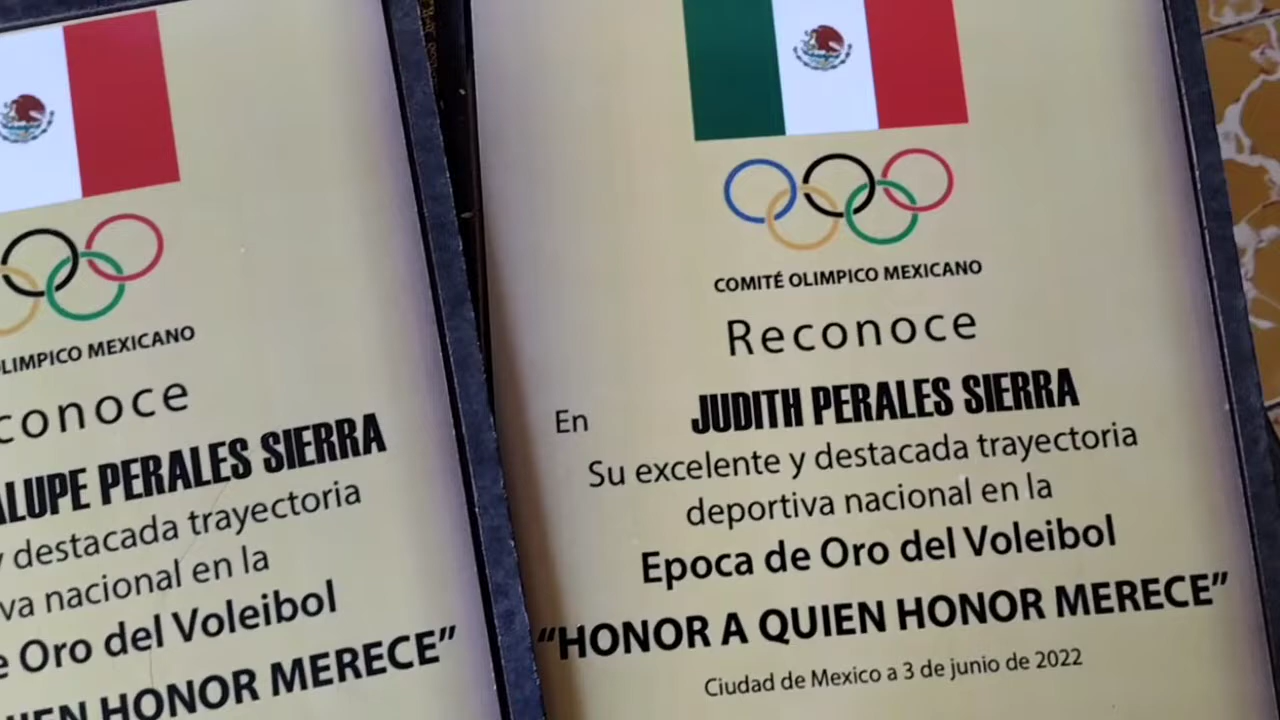 LIMPICO MEXICANO
conoce
ALUPE PERALES SIERRA
y destacada trayectoria
va nacional en la
e Oro del Voleibol
IEN HONOR MERECE”
COMITÉ OLIMPICO MEXICANO
Reconoce
En JUDITH PERALES SIERRA
Su excelente y destacada trayectoria
deportiva nacional en la
Epoca de Oro del Voleibol
“HONOR A QUIEN HONOR MERECE”
Ciudad de Mexico a 3 de junio de 2022